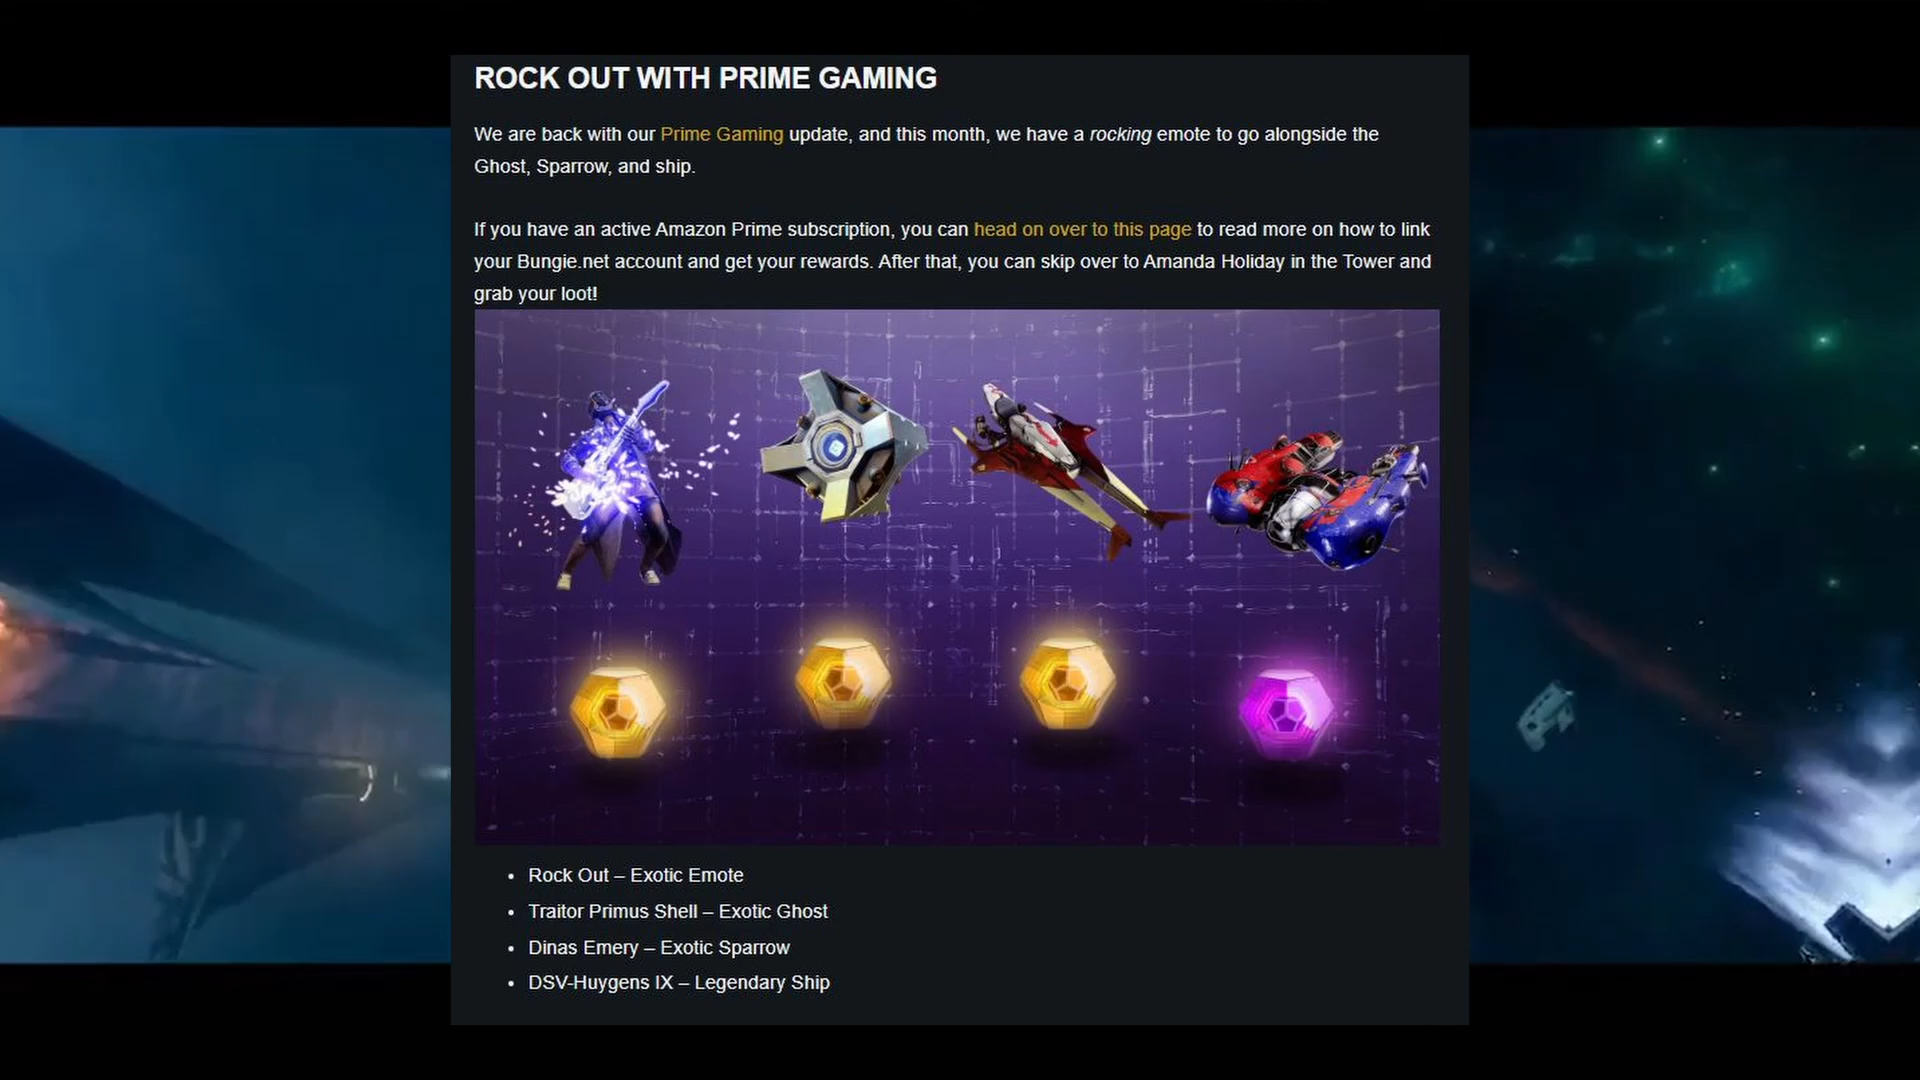 ROCK OUT WITH PRIME GAMING
We are back with our Prime Gaming update, and this month, we have a rocking emote to go alongside the
Ghost, Sparrow, and ship.
If you have an active Amazon Prime subscription, you can head on over to this page to read more on how to link
your Bungie.net account and get your rewards. After that, you can skip over to Amanda Holiday in the Tower and
grab your loot!
• Rock Out – Exotic Emote
• Traitor Primus Shell – Exotic Ghost
• Dinas Emery – Exotic Sparrow
• DSV-Huygens IX – Legendary Ship